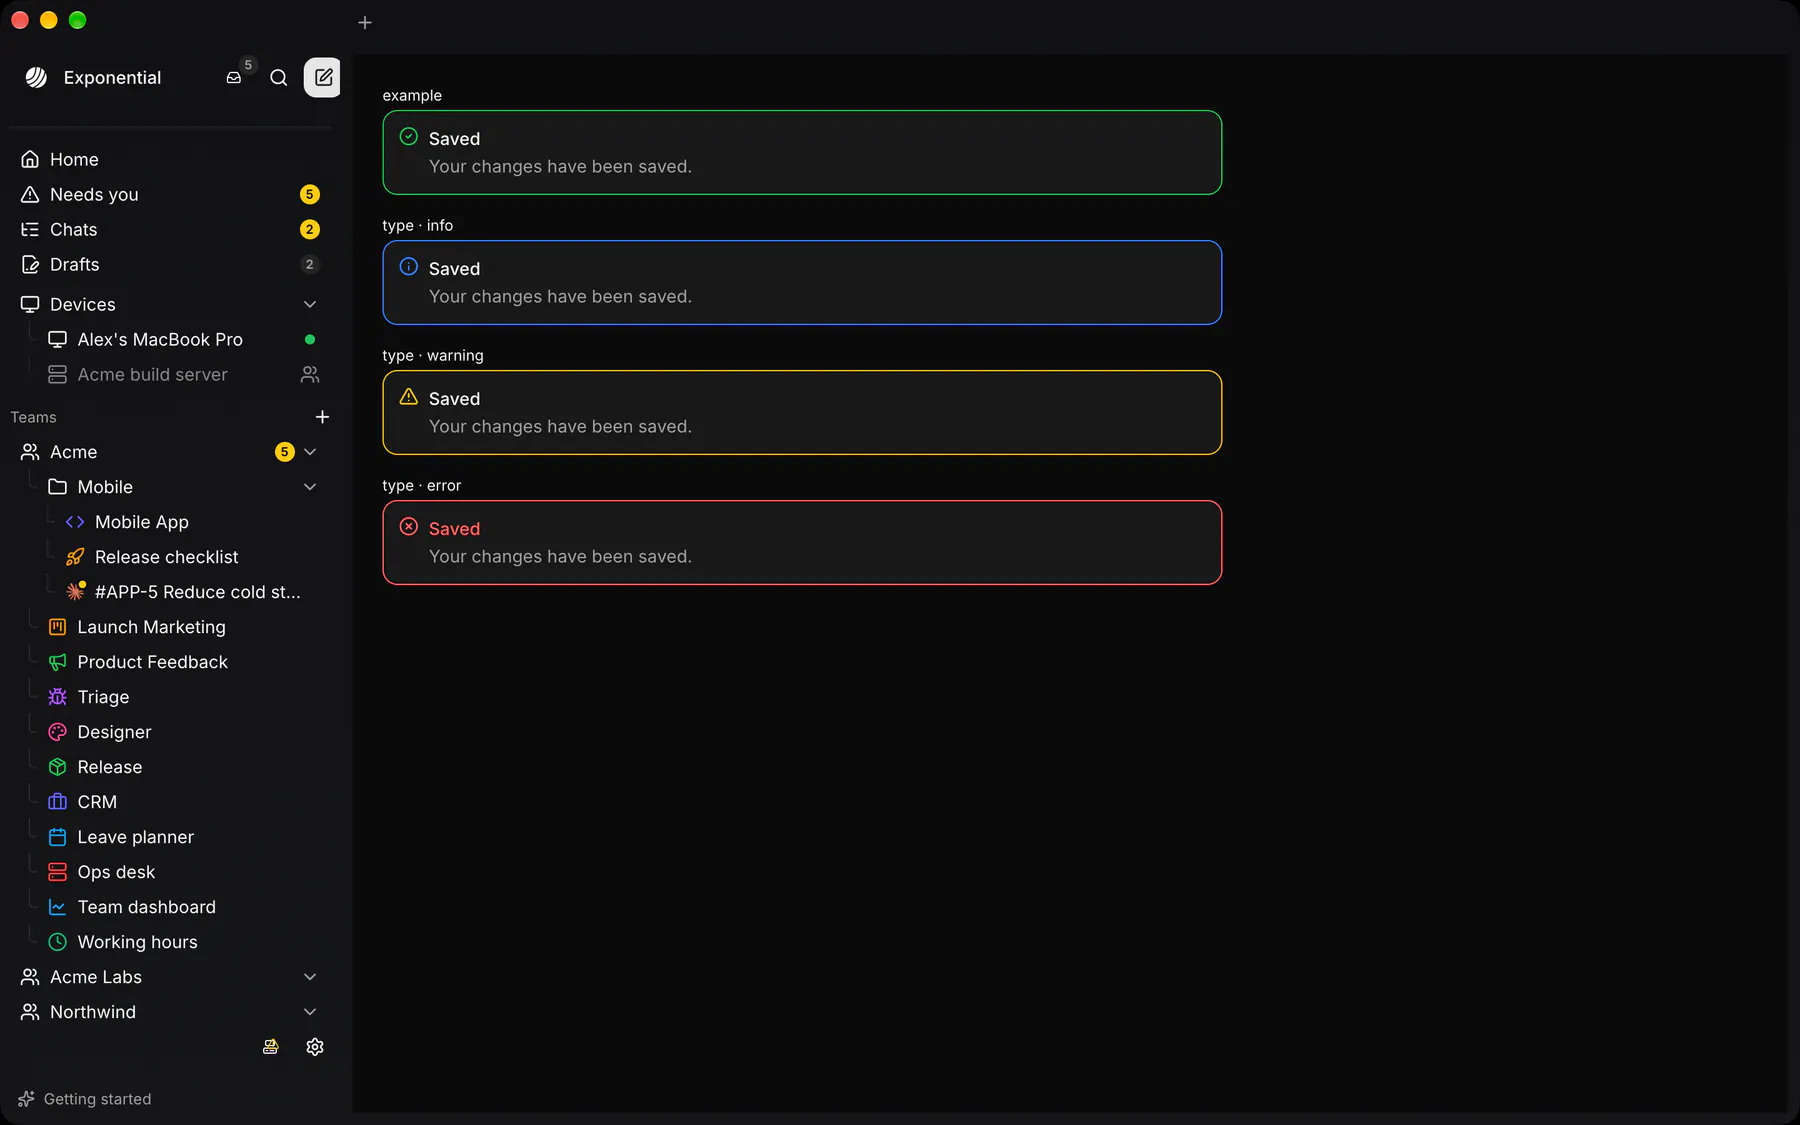 Exponential
5
Home
Needs you
5
Chats
2
Drafts
2
Devices
Alex's MacBook Pro
Acme build server
Teams
Acme
5
Mobile
Mobile App
Release checklist
#APP-5 Reduce cold st...
Launch Marketing
Product Feedback
Triage
Designer
Release
CRM
Leave planner
Ops desk
Team dashboard
Working hours
Acme Labs
Northwind
Getting started
example
Saved
Your changes have been saved.
type · info
Saved
Your changes have been saved.
type · warning
Saved
Your changes have been saved.
type · error
Saved
Your changes have been saved.